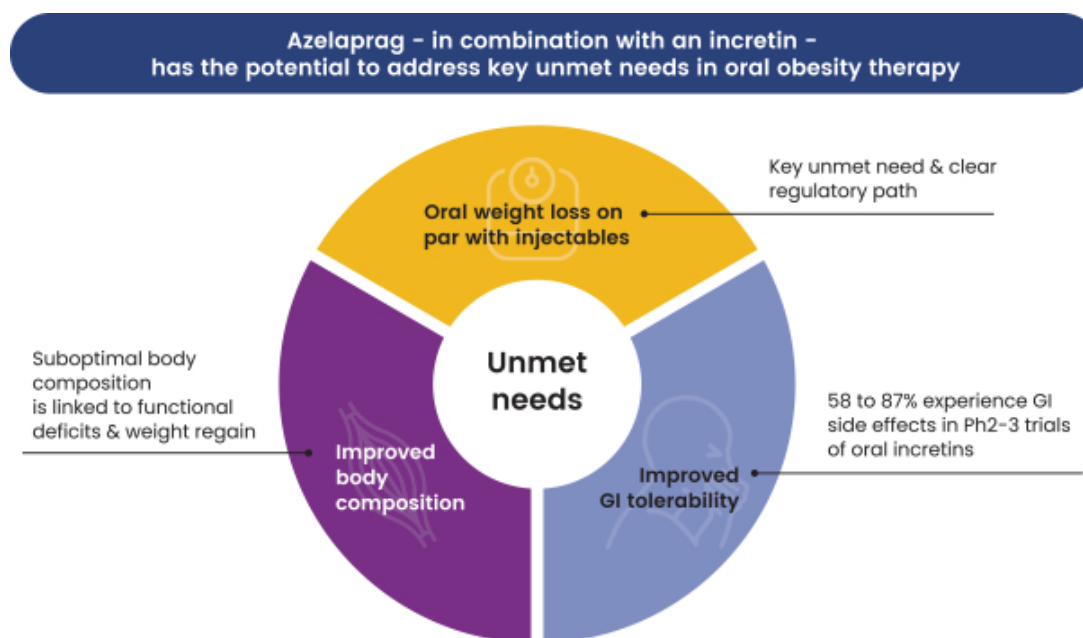 Azelaprag - in combination with an incretin -
has the potential to address key unmet needs in oral obesity therapy
Key unmet need & clear
regulatory path
Oral weight loss on
par with injectables
Unmet
needs
Suboptimal body
composition
is linked to functional
deficits & weight regain
Improved
body
composition
58 to 87% experience GI
side effects in Ph2-3 trials
of oral incretins
Improved
GI tolerability